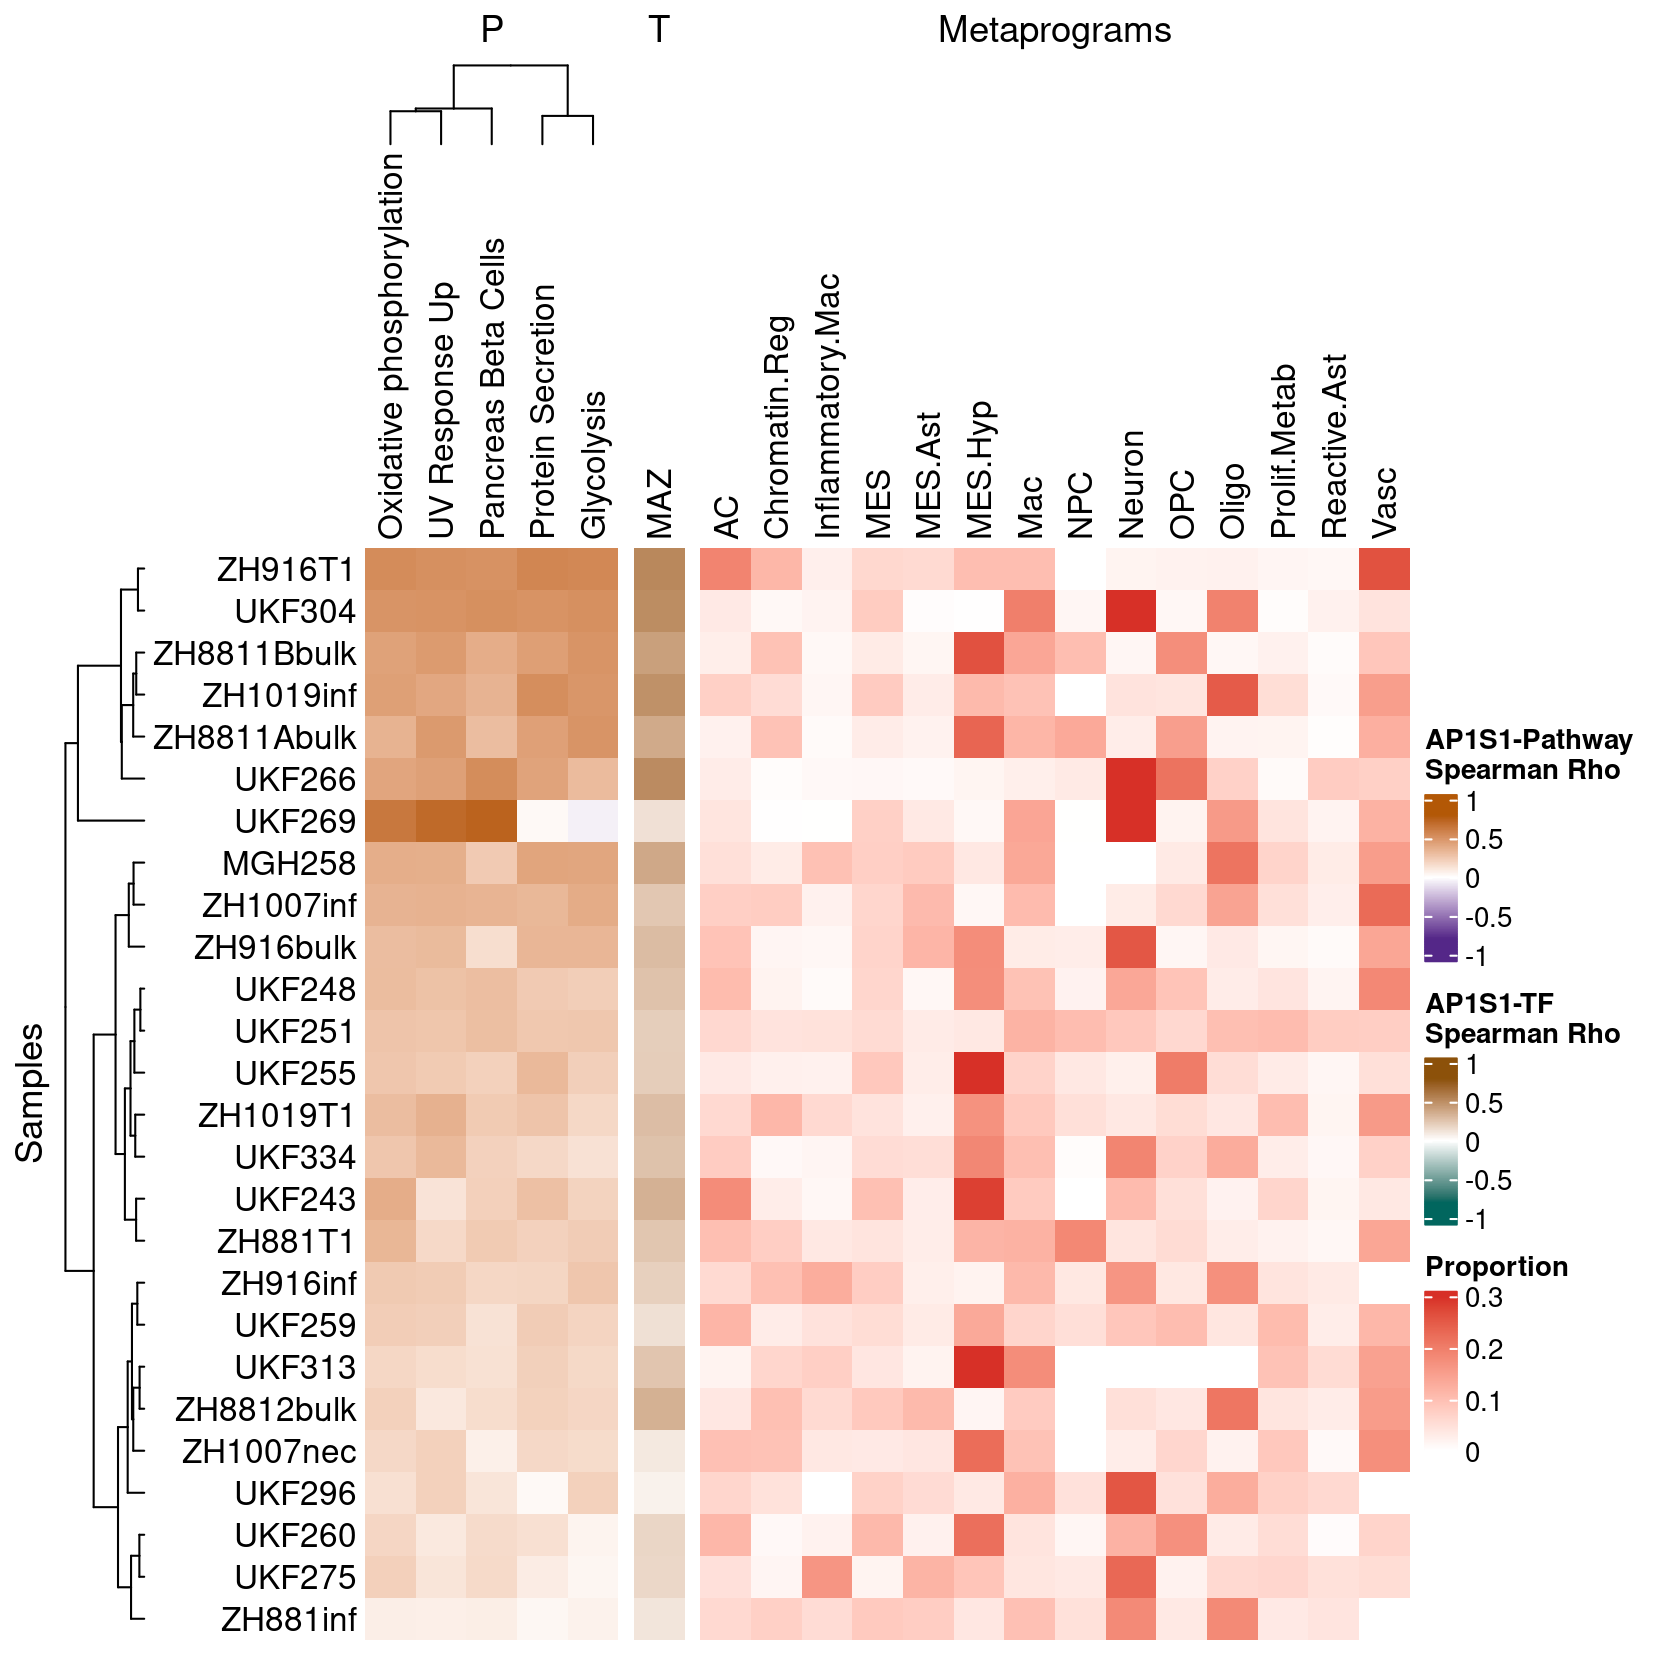 P
T
Metaprograms
Oxidative phosphorylation
UV Response Up
Pancreas Beta Cells
Protein Secretion
Glycolysis
MAZ
AC
Chromatin.Reg
Inflammatory.Mac
MES
MES.Ast
MES.Hyp
Mac
NPC
Neuron
OPC
Oligo
Prolif.Metab
Reactive.Ast
Vasc
Samples
ZH916T1
UKF304
ZH8811Bbulk
ZH1019inf
ZH8811Abulk
UKF266
UKF269
MGH258
ZH1007inf
ZH916bulk
UKF248
UKF251
UKF255
ZH1019T1
UKF334
UKF243
ZH881T1
ZH916inf
UKF259
UKF313
ZH8812bulk
ZH1007nec
UKF296
UKF260
UKF275
ZH881inf
AP1S1-Pathway
Spearman Rho
1
0.5
0
-0.5
-1
AP1S1-TF
Spearman Rho
1
0.5
0
-0.5
-1
Proportion
0.3
0.2
0.1
0